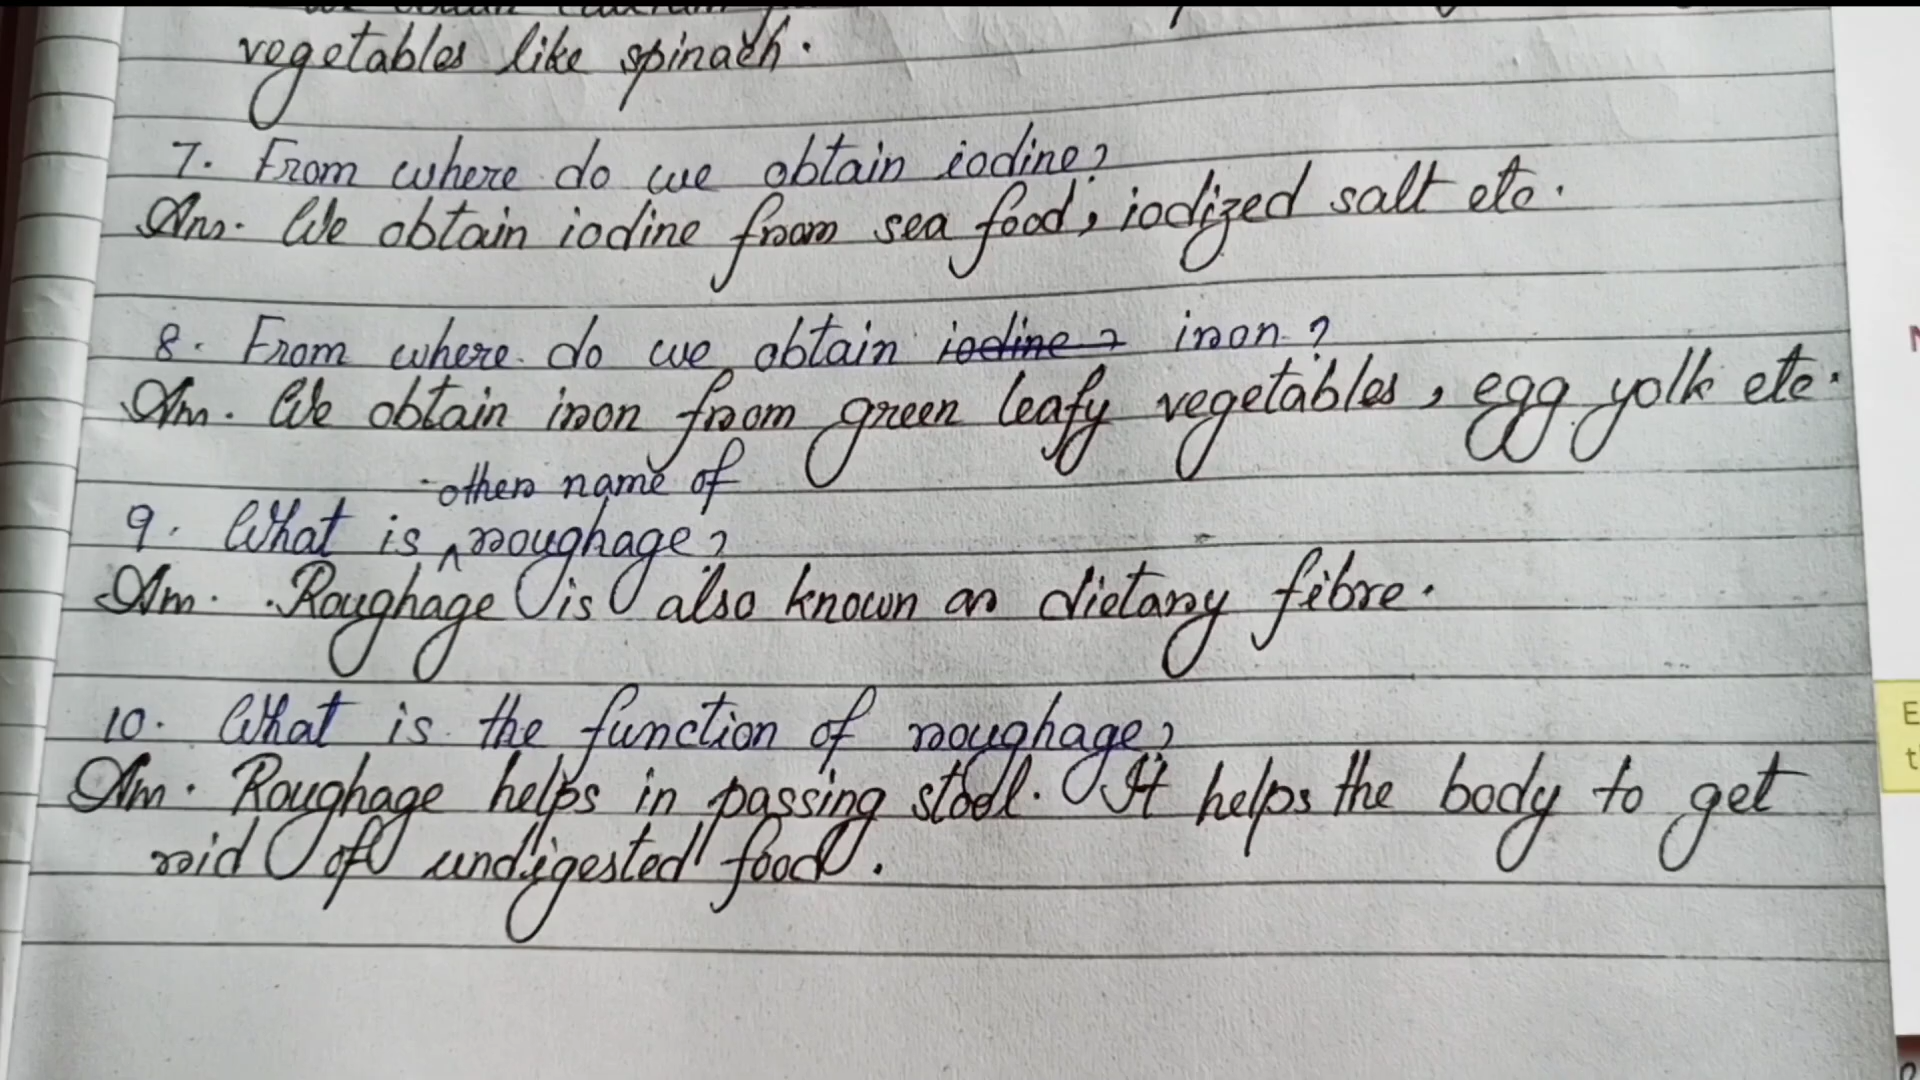 vegetables like spinach.
7. From where do we obtain iodine?
Ans. We obtain iodine from sea food, iodized salt etc.
8. From where do we obtain iodine ? iron ?
Ans. We obtain iron from green leafy vegetables, egg yolk etc.
other name of
9. What is ^ roughage?
Ans. Roughage is also known as dietary fibre.
10. What is the function of roughage?
Ans. Roughage helps in passing stool. It helps the body to get
rid of undigested food.